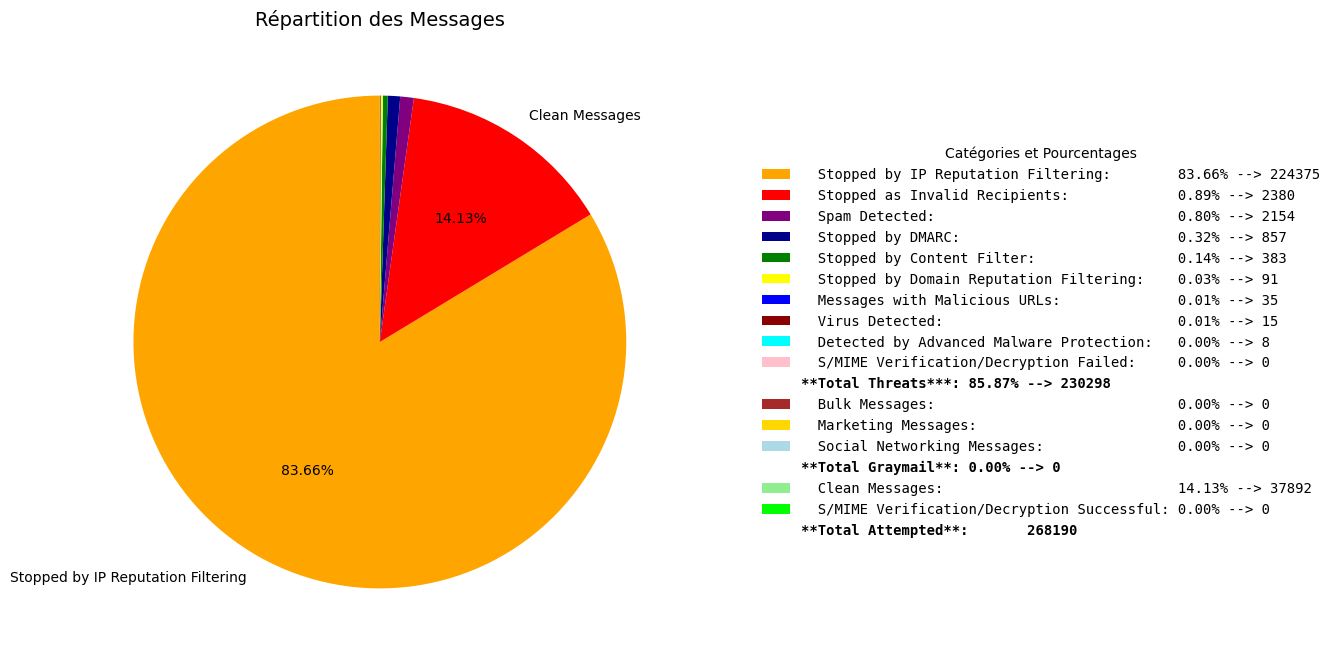 Répartition des Messages
Clean Messages
14.13%
83.66%
Stopped by IP Reputation Filtering
Catégories et Pourcentages
Stopped by IP Reputation Filtering: 83.66% --> 224375
Stopped as Invalid Recipients: 0.89% --> 2380
Spam Detected: 0.80% --> 2154
Stopped by DMARC: 0.32% --> 857
Stopped by Content Filter: 0.14% --> 383
Stopped by Domain Reputation Filtering: 0.03% --> 91
Messages with Malicious URLs: 0.01% --> 35
Virus Detected: 0.01% --> 15
Detected by Advanced Malware Protection: 0.00% --> 8
S/MIME Verification/Decryption Failed: 0.00% --> 0
**Total Threats***: 85.87% --> 230298
Bulk Messages: 0.00% --> 0
Marketing Messages: 0.00% --> 0
Social Networking Messages: 0.00% --> 0
**Total Graymail**: 0.00% --> 0
Clean Messages: 14.13% --> 37892
S/MIME Verification/Decryption Successful: 0.00% --> 0
**Total Attempted**: 268190